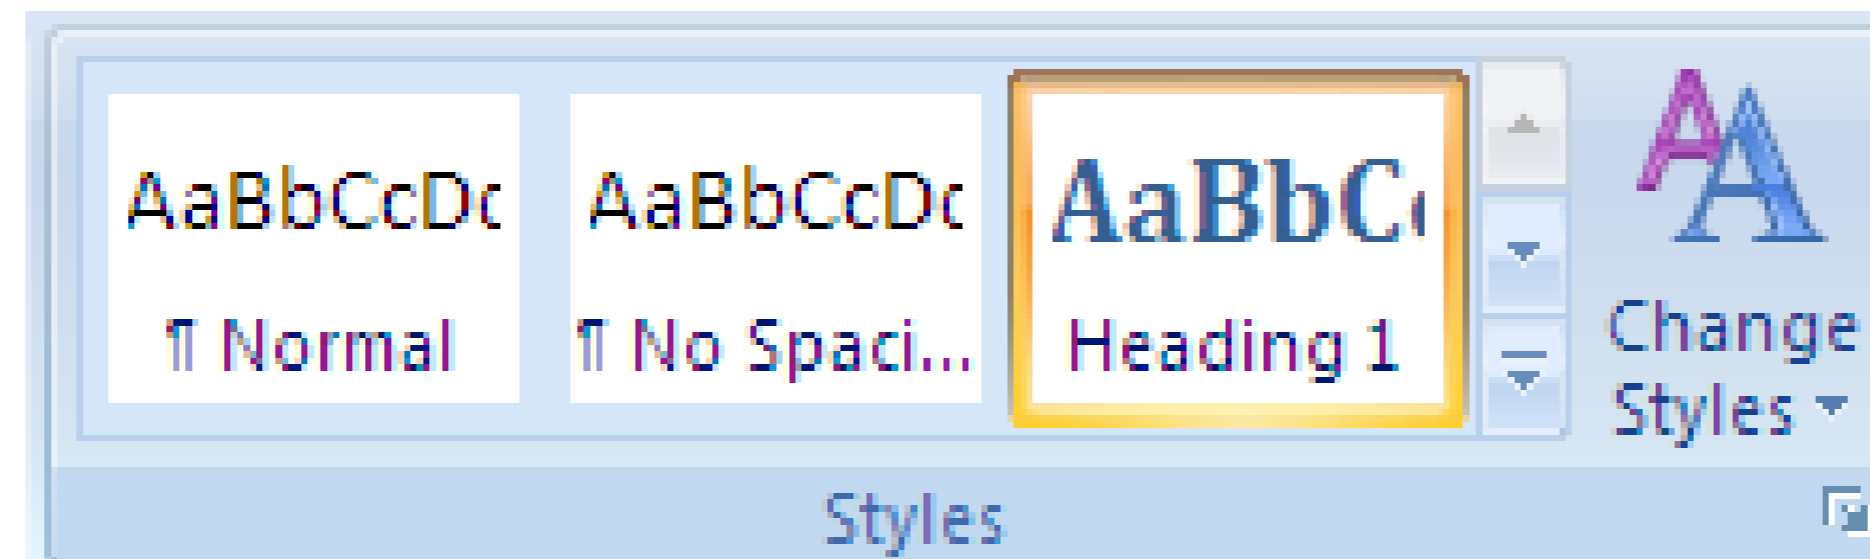 AaBbCcDc AaBbCcDc AaBbCc
¶ Normal ¶ No Spaci... Heading 1
Change
Styles
Styles